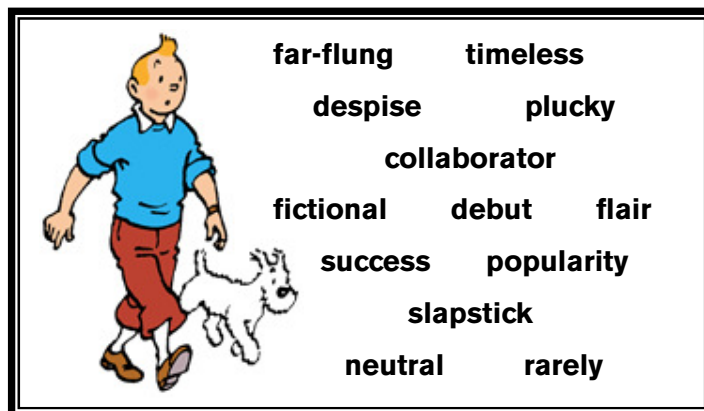 far-flung timeless
despise plucky
collaborator
fictional debut flair
success popularity
slapstick
neutral rarely